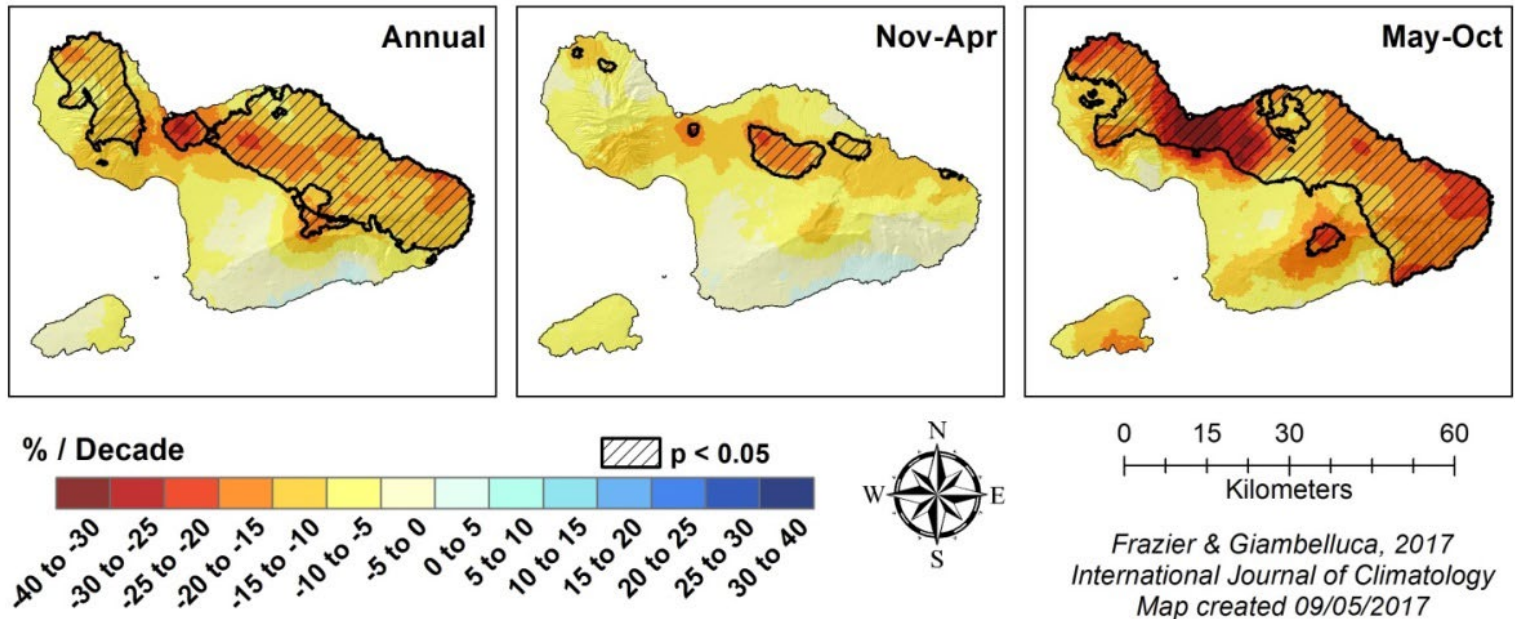 Annual
Nov-Apr
May-Oct
% / Decade
p < 0.05
-40 to -30
-30 to -25
-25 to -20
-20 to -15
-15 to -10
-10 to -5
-5 to 0
0 to 5
5 to 10
10 to 15
15 to 20
20 to 25
25 to 30
30 to 40
N
W
E
S
0 15 30 60
Kilometers
Frazier & Giambelluca, 2017
International Journal of Climatology
Map created 09/05/2017